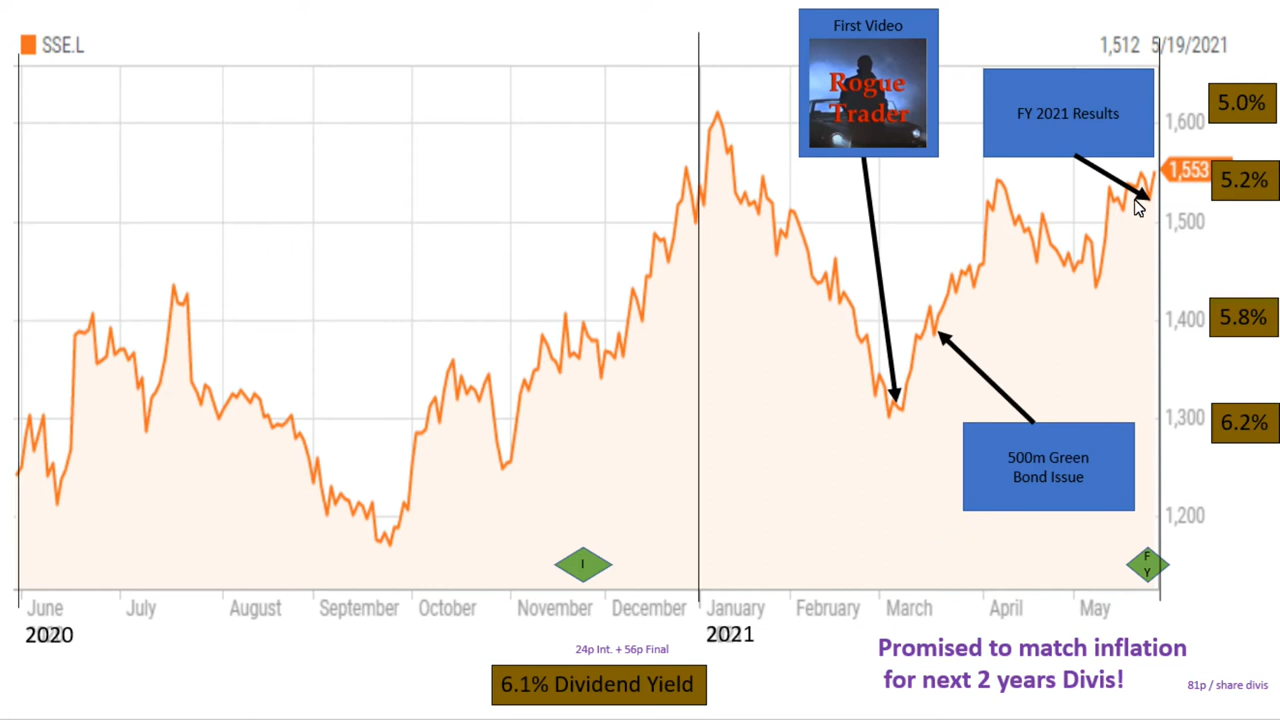 SSE.L
First Video
Rogue
Trader
1,512 5/19/2021
FY 2021 Results
5.0%
1,600
1,553
5.2%
1,500
5.8%
1,400
6.2%
1,300
500m Green
Bond Issue
1,200
I
F
Y
June
July
August
September
October
November
December
January
February
March
April
May
2020
2021
24p Int. + 56p Final
6.1% Dividend Yield
Promised to match inflation
for next 2 years Divis!
81p / share divis